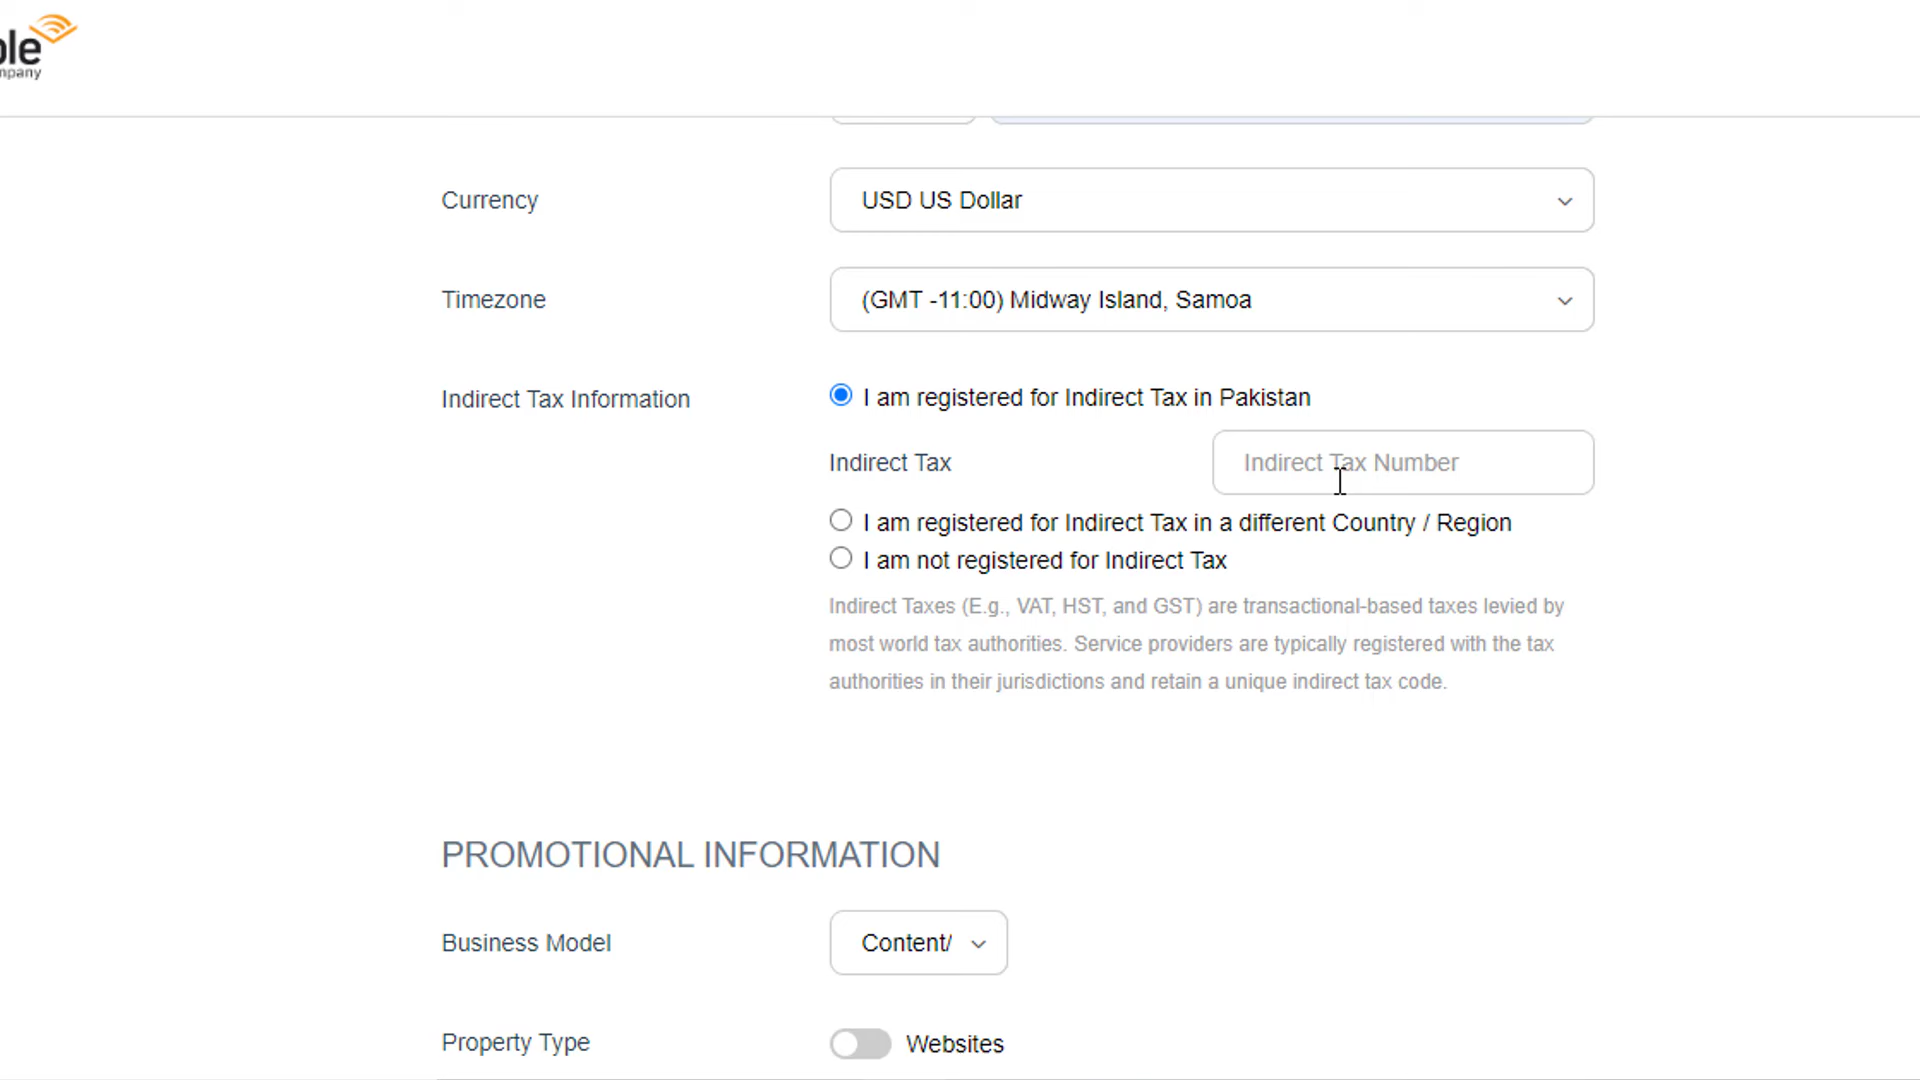 ble
mpany
Currency
USD US Dollar
Timezone
(GMT -11:00) Midway Island, Samoa
Indirect Tax Information
I am registered for Indirect Tax in Pakistan
Indirect Tax
Indirect Tax Number
I am registered for Indirect Tax in a different Country / Region
I am not registered for Indirect Tax
Indirect Taxes (E.g., VAT, HST, and GST) are transactional-based taxes levied by
most world tax authorities. Service providers are typically registered with the tax
authorities in their jurisdictions and retain a unique indirect tax code.
PROMOTIONAL INFORMATION
Business Model
Content/
Property Type
Websites